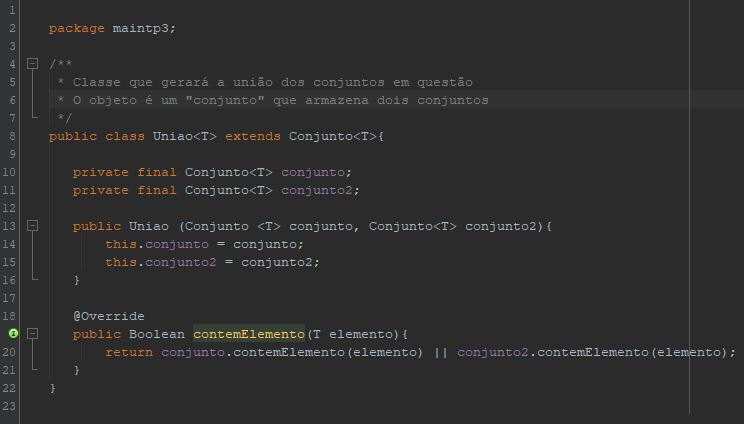 1
2 package maintp3;
3
4 /**
5 * Classe que gerará a união dos conjuntos em questão
6 * O objeto é um "conjunto" que armazena dois conjuntos
7 */
8 public class Uniao<T> extends Conjunto<T>{
9
10 private final Conjunto<T> conjunto;
11 private final Conjunto<T> conjunto2;
12
13 public Uniao (Conjunto <T> conjunto, Conjunto<T> conjunto2){
14 this.conjunto = conjunto;
15 this.conjunto2 = conjunto2;
16 }
17
18 @Override
public Boolean contemElemento(T elemento){
20 return conjunto.contemElemento(elemento) || conjunto2.contemElemento(elemento);
21 }
22 }
23